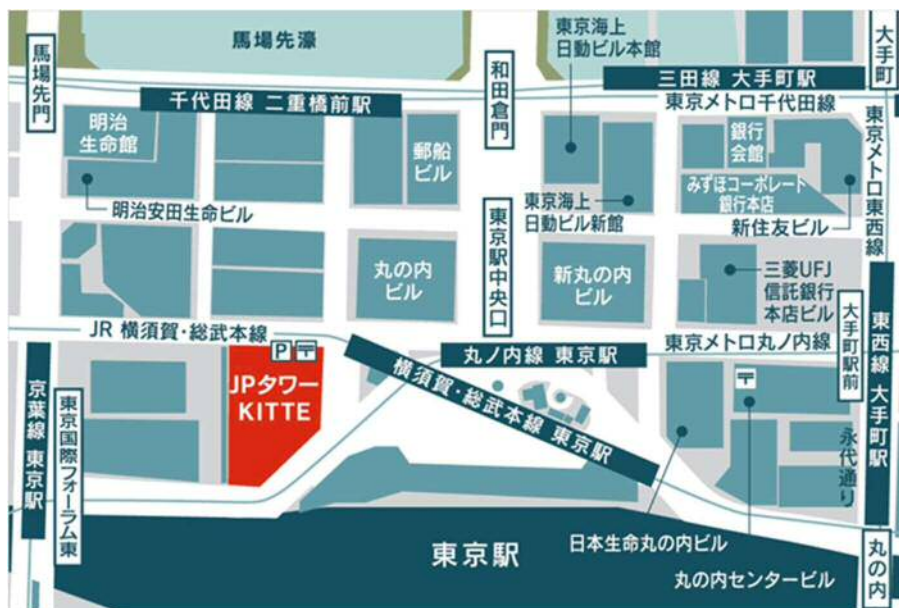 馬場先濠
東京海上
日動ビル本館
大手町
馬場先門
和田倉門
三田線 大手町駅
千代田線 二重橋前駅
東京メトロ千代田線
明治
生命館
郵船
ビル
銀行
会館
東京メトロ東西線
みずほコーポレート
銀行本店
明治安田生命ビル
東京海上
日動ビル新館
新住友ビル
東京駅中央口
丸の内
ビル
新丸の内
ビル
三菱UFJ
信託銀行
本店ビル
大手町駅前
東西線 大手町駅
JR 横須賀・総武本線
丸ノ内線 東京駅
東京メトロ丸ノ内線
P 〒
JPタワー
KITTE
横須賀・総武本線 東京駅
〒
京葉線 東京駅
東京国際フォーラム東
永代通り
日本生命丸の内ビル
東京駅
丸の内センタービル
丸の内